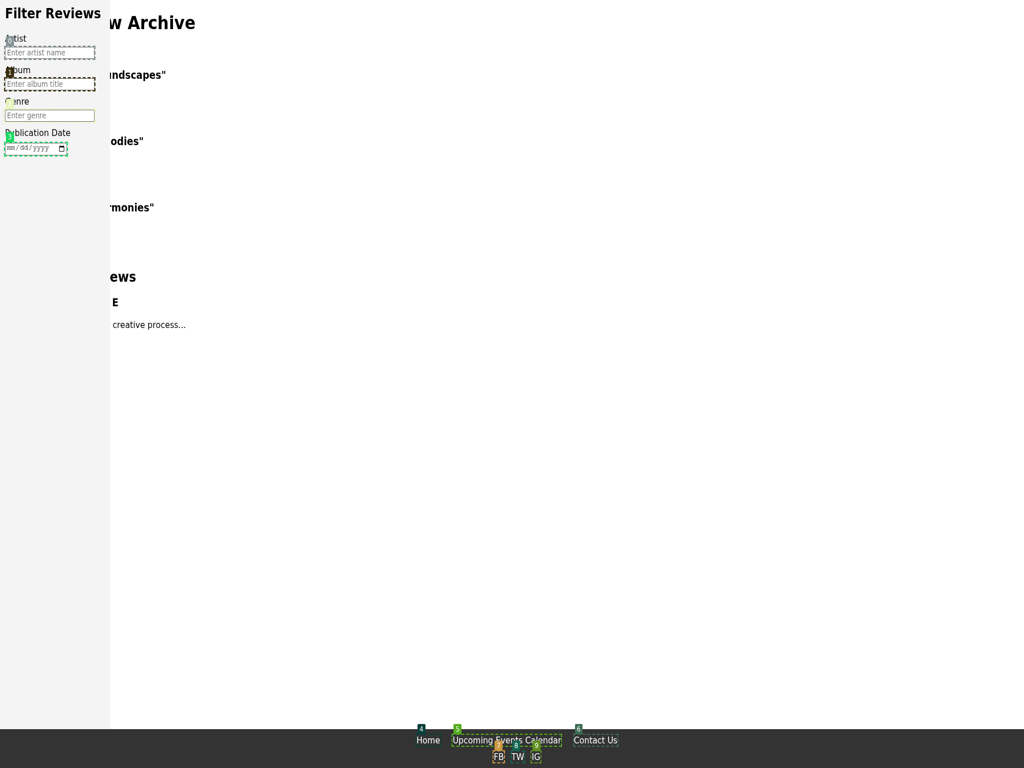 Filter Reviews
Artist
Enter artist name
Album
Enter album title
Genre
Enter genre
Publication Date
mm/dd/yyyy
w Archive
ndscapes"
odies"
monies"
ews
E
creative process...
4
5
6
Home
Upcoming Events Calendar
Contact Us
7
8
9
FB
TW
IG